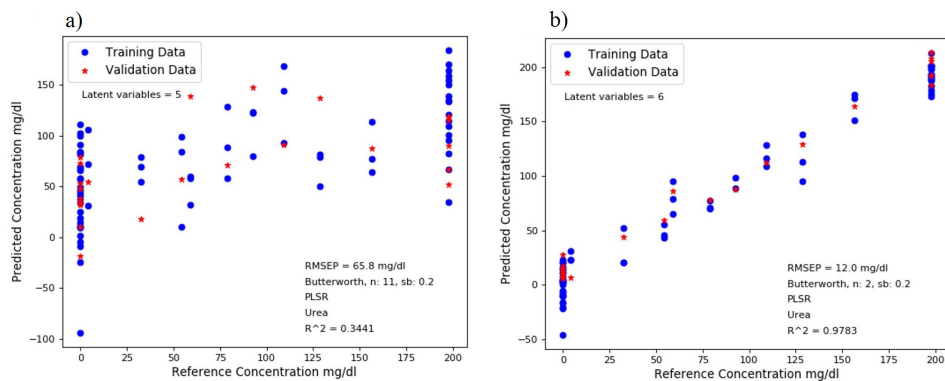 a)
Training Data
Validation Data
Latent variables = 5
150
100
50
0
−50
−100
Predicted Concentration mg/dl
RMSEP = 65.8 mg/dl
Butterworth, n: 11, sb: 0.2
PLSR
Urea
R^2 = 0.3441
0 25 50 75 100 125 150 175 200
Reference Concentration mg/dl
b)
Training Data
Validation Data
Latent variables = 6
200
150
100
50
0
−50
Predicted Concentration mg/dl
RMSEP = 12.0 mg/dl
Butterworth, n: 2, sb: 0.2
PLSR
Urea
R^2 = 0.9783
0 25 50 75 100 125 150 175 200
Reference Concentration mg/dl